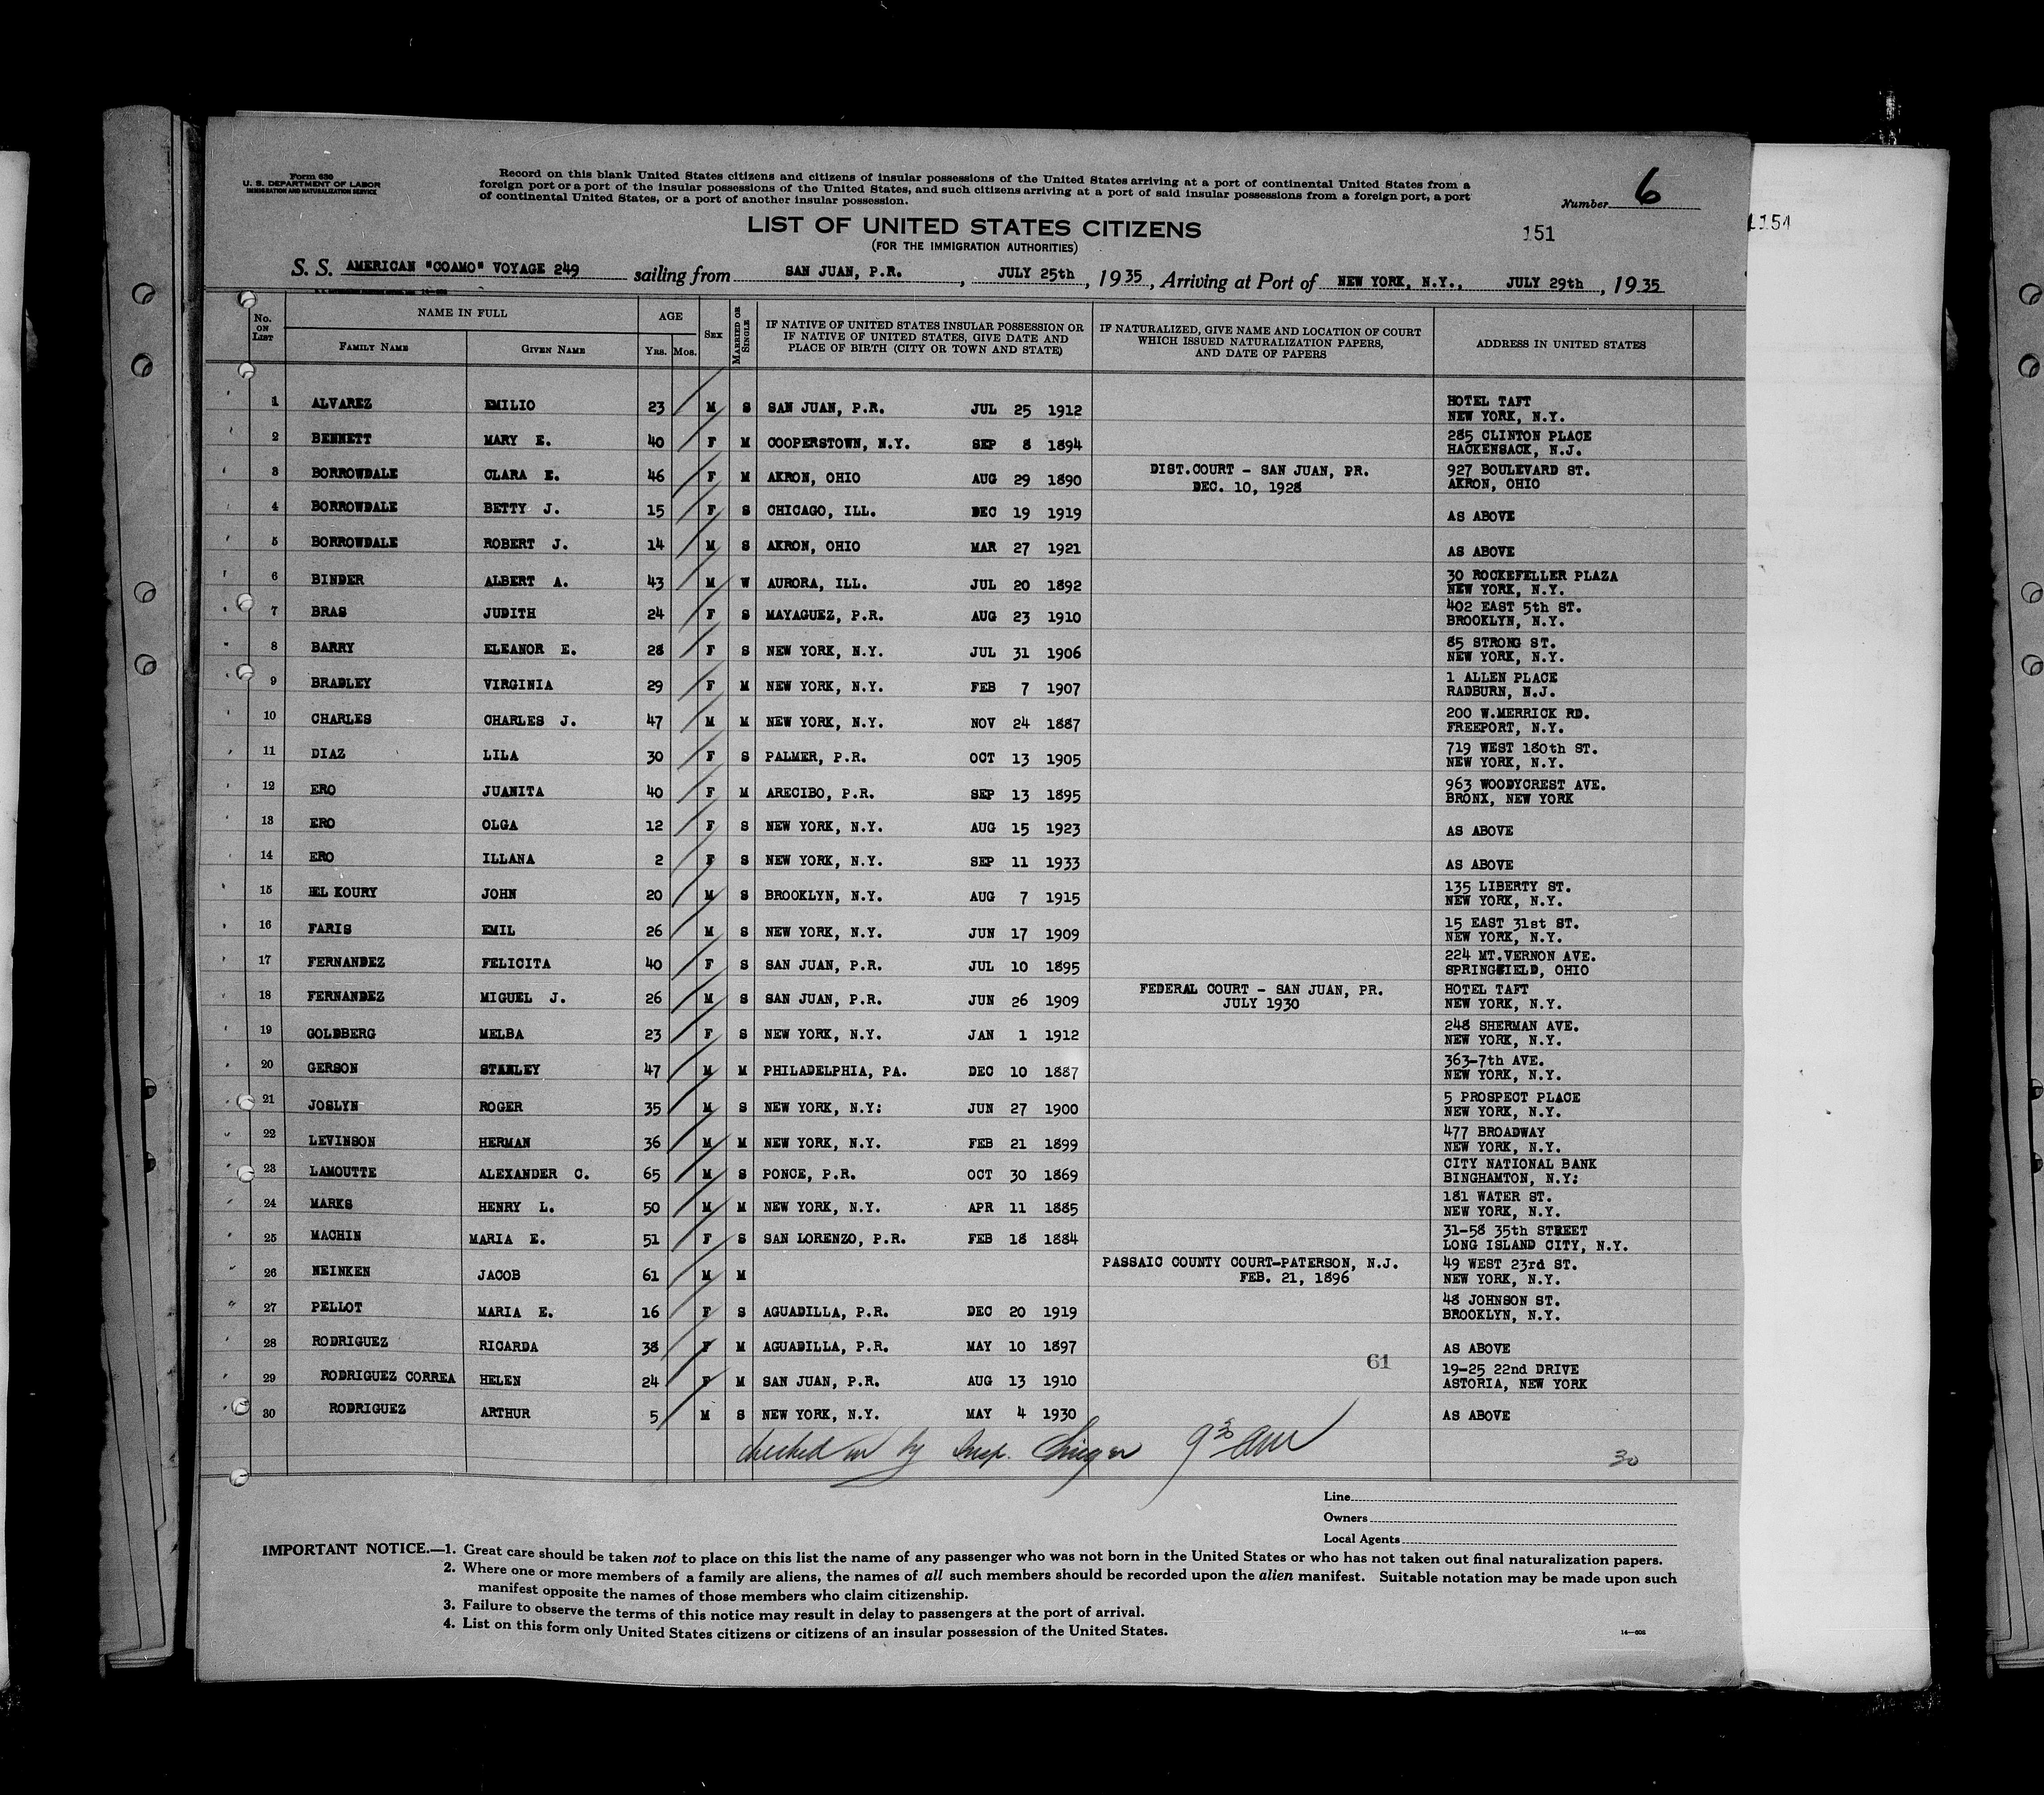 Form 630
U. S. DEPARTMENT OF LABOR
IMMIGRATION AND NATURALIZATION SERVICE
Record on this blank United States citizens and citizens of insular possessions of the United States arriving at a port of continental United States from a
foreign port or a port of the insular possessions of the United States, and such citizens arriving at a port of said insular possessions from a foreign port, a port
of continental United States, or a port of another insular possession.
Number 6
LIST OF UNITED STATES CITIZENS
(FOR THE IMMIGRATION AUTHORITIES)
151
1154
S. S. AMERICAN "COAMO" VOYAGE 249 sailing from SAN JUAN, P.R. , JULY 25th , 1935 , Arriving at Port of NEW YORK, N.Y., JULY 29th , 1935
No. ON LIST NAME IN FULL FAMILY NAME GIVEN NAME AGE YRS. MOS. SEX MARRIED OR SINGLE IF NATIVE OF UNITED STATES INSULAR POSSESSION OR IF NATIVE OF UNITED STATES, GIVE DATE AND PLACE OF BIRTH (CITY OR TOWN AND STATE) IF NATURALIZED, GIVE NAME AND LOCATION OF COURT WHICH ISSUED NATURALIZATION PAPERS, AND DATE OF PAPERS ADDRESS IN UNITED STATES
1 ALVAREZ EMILIO 23 M S SAN JUAN, P.R. JUL 25 1912 HOTEL TAFT NEW YORK, N.Y.
2 BENNETT MARY E. 40 F M COOPERSTOWN, N.Y. SEP 8 1894 285 CLINTON PLACE HACKENSACK, N.J.
3 BORROWDALE CLARA E. 46 F M AKRON, OHIO AUG 29 1890 DIST.COURT - SAN JUAN, PR. DEC. 10, 1928 927 BOULEVARD ST. AKRON, OHIO
4 BORROWDALE BETTY J. 15 F S CHICAGO, ILL. DEC 19 1919 AS ABOVE
5 BORROWDALE ROBERT J. 14 M S AKRON, OHIO MAR 27 1921 AS ABOVE
6 BINDER ALBERT A. 43 M W AURORA, ILL. JUL 20 1892 30 ROCKEFELLER PLAZA NEW YORK, N.Y.
7 BRAS JUDITH 24 F S MAYAGUEZ, P.R. AUG 23 1910 402 EAST 5th ST. BROOKLYN, N.Y.
8 BARRY ELEANOR E. 28 F S NEW YORK, N.Y. JUL 31 1906 85 STRONG ST. NEW YORK, N.Y.
9 BRADLEY VIRGINIA 29 F M NEW YORK, N.Y. FEB 7 1907 1 ALLEN PLACE RADBURN, N.J.
10 CHARLES CHARLES J. 47 M M NEW YORK, N.Y. NOV 24 1887 200 W.MERRICK RD. FREEPORT, N.Y.
11 DIAZ LILA 30 F S PALMER, P.R. OCT 13 1905 719 WEST 180th ST. NEW YORK, N.Y.
12 ERO JUANITA 40 F M ARECIBO, P.R. SEP 13 1895 963 WOODYCREST AVE. BRONX, NEW YORK
13 ERO OLGA 12 F S NEW YORK, N.Y. AUG 15 1923 AS ABOVE
14 ERO ILLANA 2 F S NEW YORK, N.Y. SEP 11 1933 AS ABOVE
15 EL KOURY JOHN 20 M S BROOKLYN, N.Y. AUG 7 1915 135 LIBERTY ST. NEW YORK, N.Y.
16 FARIS EMIL 26 M S NEW YORK, N.Y. JUN 17 1909 15 EAST 31st ST. NEW YORK, N.Y.
17 FERNANDEZ FELICITA 40 F S SAN JUAN, P.R. JUL 10 1895 224 MT.VERNON AVE. SPRINGFIELD, OHIO
18 FERNANDEZ MIGUEL J. 26 M S SAN JUAN, P.R. JUN 26 1909 FEDERAL COURT - SAN JUAN, PR. JULY 1930 HOTEL TAFT NEW YORK, N.Y.
19 GOLDBERG MELBA 23 F S NEW YORK, N.Y. JAN 1 1912 248 SHERMAN AVE. NEW YORK, N.Y.
20 GERSON STANLEY 47 M M PHILADELPHIA, PA. DEC 10 1887 363-7th AVE. NEW YORK, N.Y.
21 JOSLYN ROGER 35 M S NEW YORK, N.Y: JUN 27 1900 5 PROSPECT PLACE NEW YORK, N.Y.
22 LEVINSON HERMAN 36 M M NEW YORK, N.Y. FEB 21 1899 477 BROADWAY NEW YORK, N.Y.
23 LAMOUTTE ALEXANDER C. 65 M S PONCE, P.R. OCT 30 1869 CITY NATIONAL BANK BINGHAMTON, N.Y:
24 MARKS HENRY L. 50 M M NEW YORK, N.Y. APR 11 1885 181 WATER ST. NEW YORK, N.Y.
25 MACHIN MARIA E. 51 F S SAN LORENZO, P.R. FEB 18 1884 31-58 35th STREET LONG ISLAND CITY, N.Y.
26 NEINKEN JACOB 61 M M PASSAIC COUNTY COURT-PATERSON, N.J. FEB. 21, 1896 49 WEST 23rd ST. NEW YORK, N.Y.
27 PELLOT MARIA E. 16 F S AGUADILLA, P.R. DEC 20 1919 48 JOHNSON ST. BROOKLYN, N.Y.
28 RODRIGUEZ RICARDA 38 F M AGUADILLA, P.R. MAY 10 1897 AS ABOVE
61
29 RODRIGUEZ CORREA HELEN 24 F M SAN JUAN, P.R. AUG 13 1910 19-25 22nd DRIVE ASTORIA, NEW YORK
30 RODRIGUEZ ARTHUR 5 M S NEW YORK, N.Y. MAY 4 1930 AS ABOVE
checked in by Insp. 9 30 am
30
Line
Owners
Local Agents
IMPORTANT NOTICE.—1. Great care should be taken not to place on this list the name of any passenger who was not born in the United States or who has not taken out final naturalization papers.
2. Where one or more members of a family are aliens, the names of all such members should be recorded upon the alien manifest. Suitable notation may be made upon such
manifest opposite the names of those members who claim citizenship.
3. Failure to observe the terms of this notice may result in delay to passengers at the port of arrival.
4. List on this form only United States citizens or citizens of an insular possession of the United States.
14—608